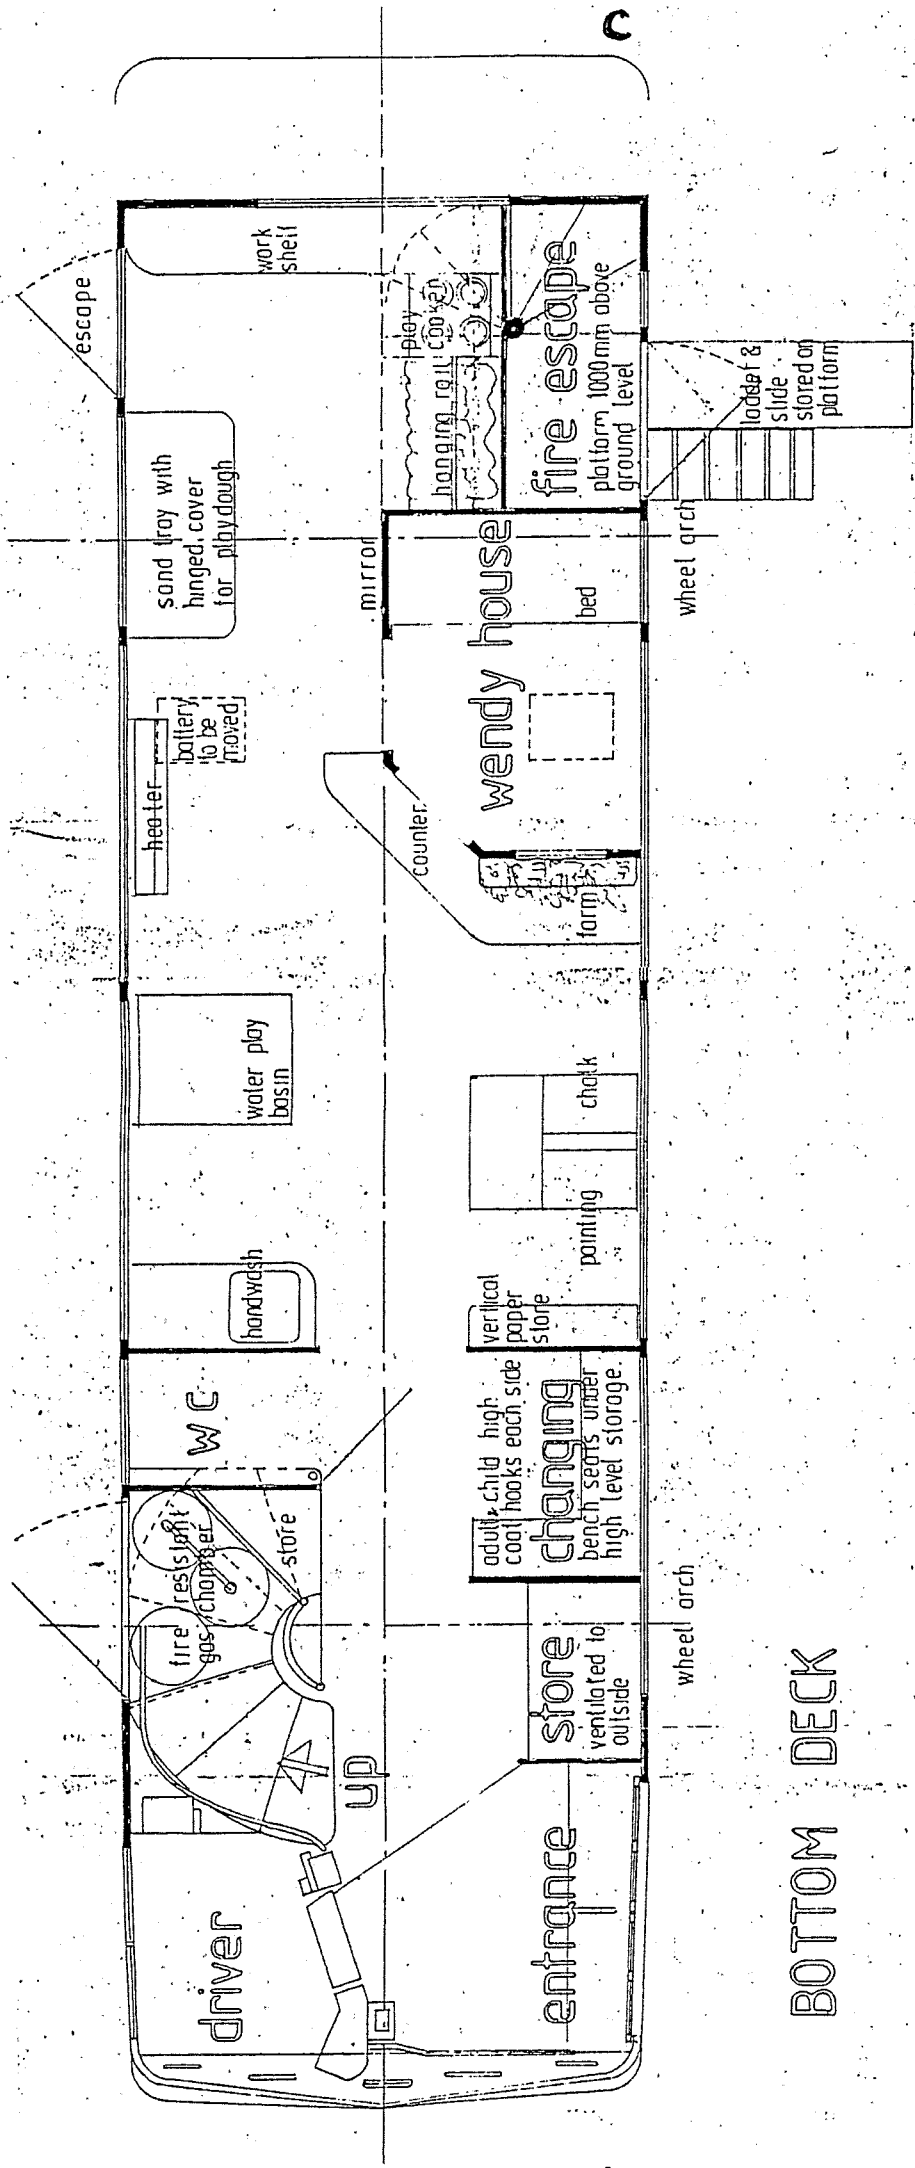 C
escape
work
shelf
play
cooker
hanging rail
fire escape
platform 1000mm above
ground level
ladder &
slide
stored on
platform
sand tray with
hinged cover
for playdough
mirror
wendy house
bed
wheel arch
battery
to be
moved
heater
counter
farm
water play
basin
chalk
painting
handwash
vertical
paper
store
WC
adult & child high
coat hooks each side
changing
bench seats under
high level storage.
fire resistant
gas chamber
store
store
ventilated to
outside
wheel arch
UP
driver
entrance
BOTTOM DECK